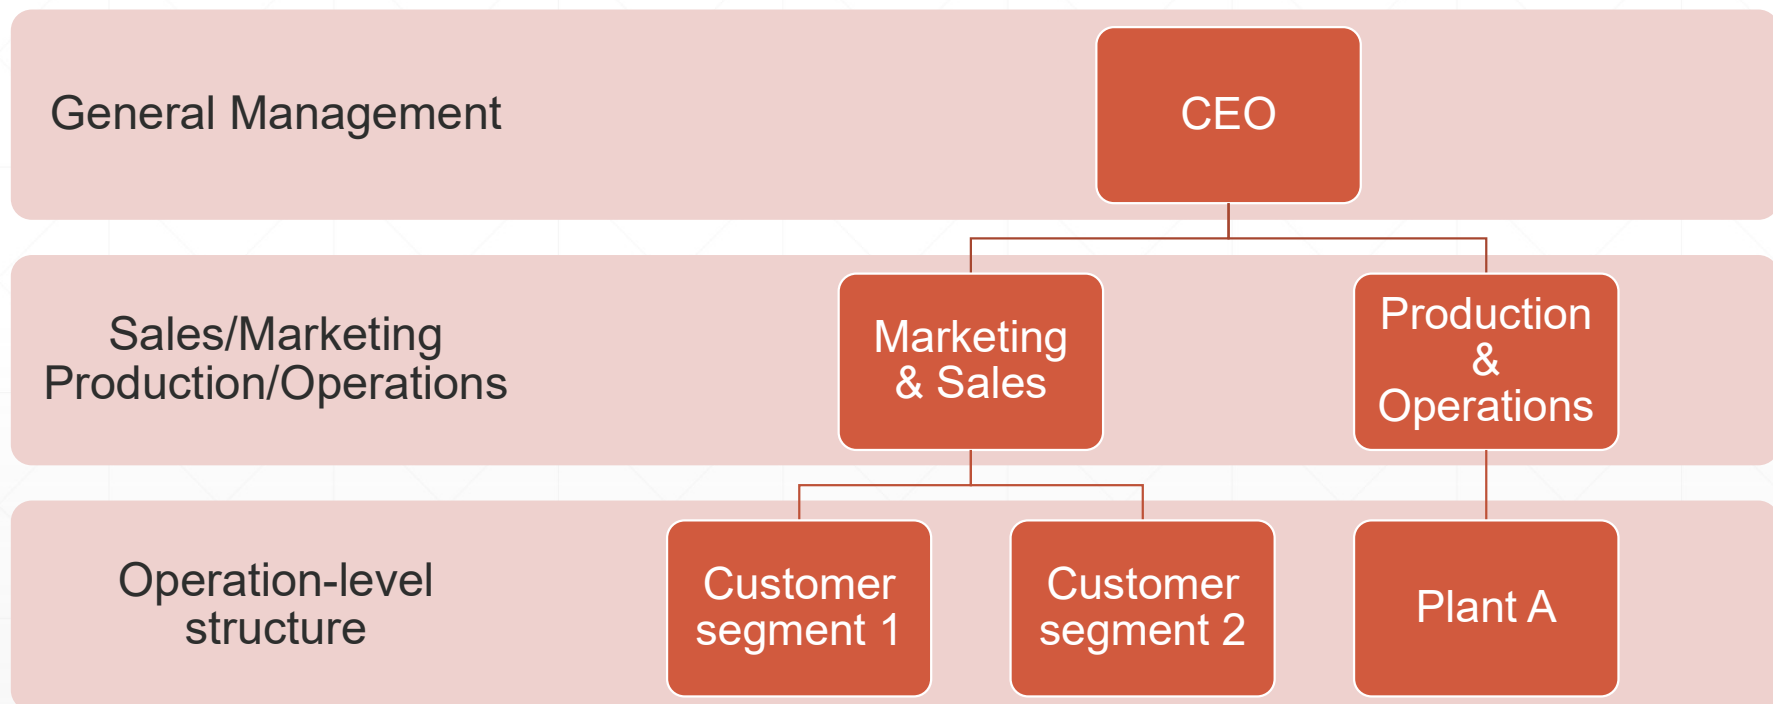 General Management
CEO
Sales/Marketing
Production/Operations
Marketing
& Sales
Production
&
Operations
Operation-level
structure
Customer
segment 1
Customer
segment 2
Plant A